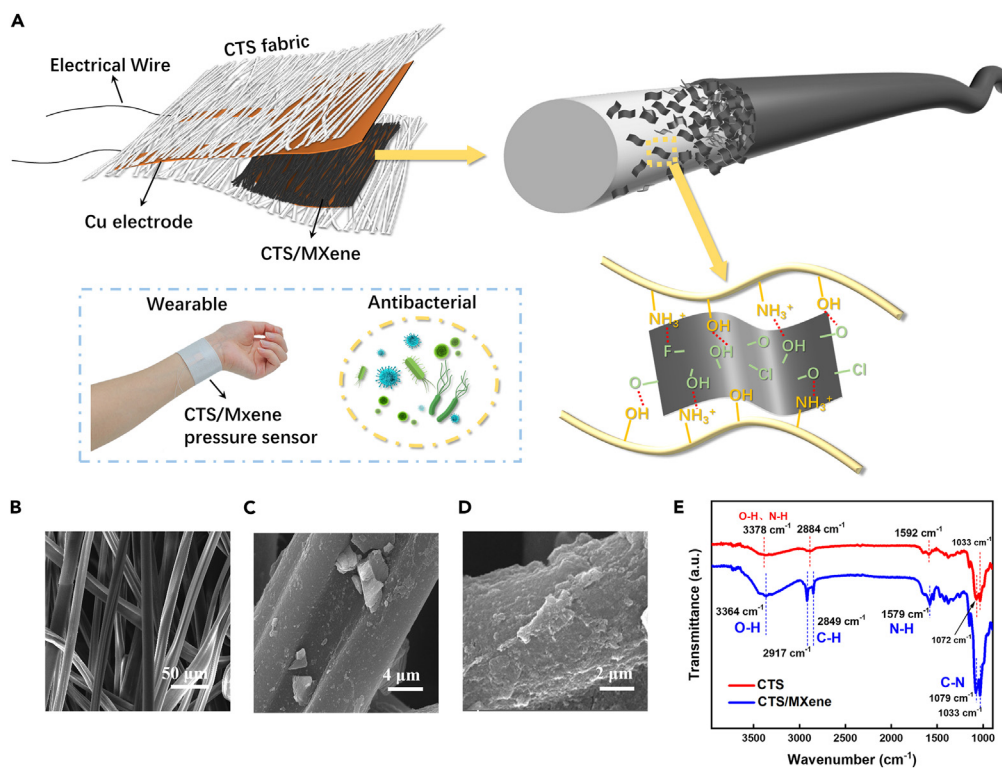 A
CTS fabric
Electrical Wire
Cu electrode
CTS/MXene
Wearable
Antibacterial
CTS/Mxene
pressure sensor
NH₃⁺
OH
NH₃⁺
OH
F
OH
O
OH
O
O
OH
Cl
O
Cl
OH
NH₃⁺
OH
NH₃⁺
B
50 μm
C
4 μm
D
2 μm
E
O-H、N-H
3378 cm⁻¹
2884 cm⁻¹
1592 cm⁻¹
1033 cm⁻¹
3364 cm⁻¹
O-H
2917 cm⁻¹
2849 cm⁻¹
C-H
1579 cm⁻¹
N-H
1072 cm⁻¹
C-N
1079 cm⁻¹
1033 cm⁻¹
CTS
CTS/MXene
Transmittance (a.u.)
3500 3000 2500 2000 1500 1000
Wavenumber (cm⁻¹)